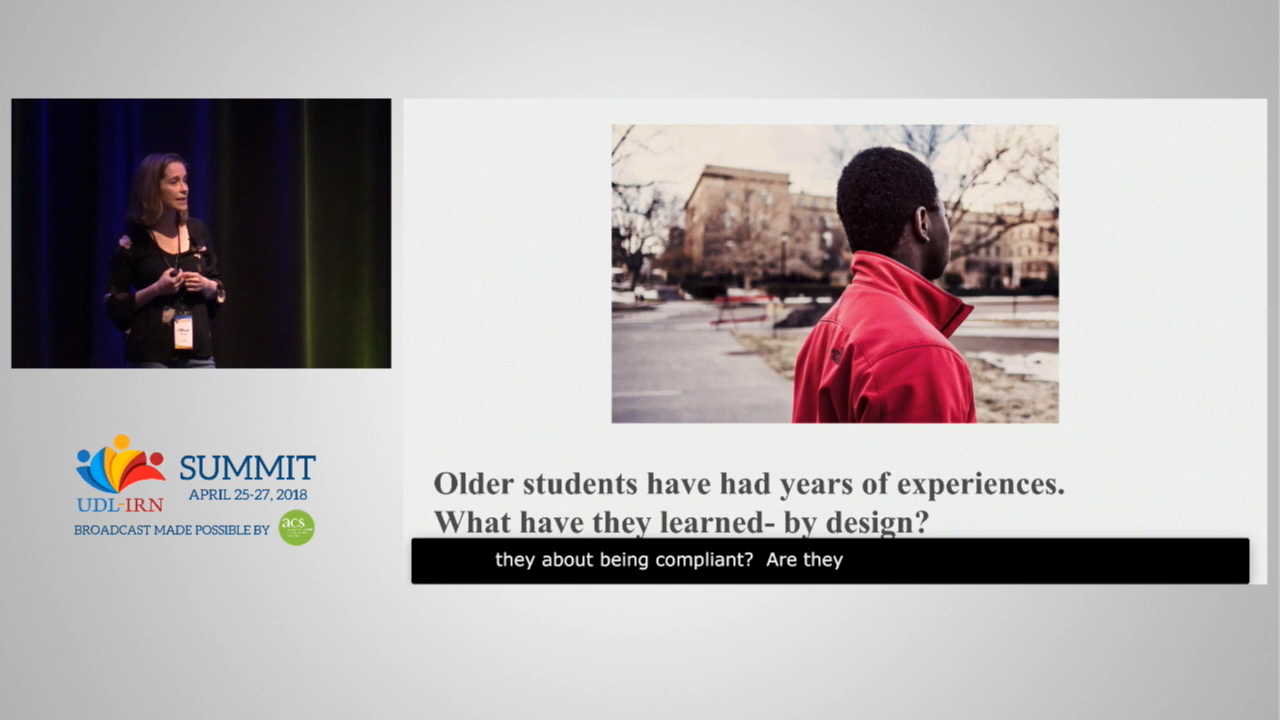 SUMMIT
APRIL 25-27, 2018
UDL-IRN
BROADCAST MADE POSSIBLE BY
acs
Older students have had years of experiences.
What have they learned- by design?
they about being compliant?  Are they